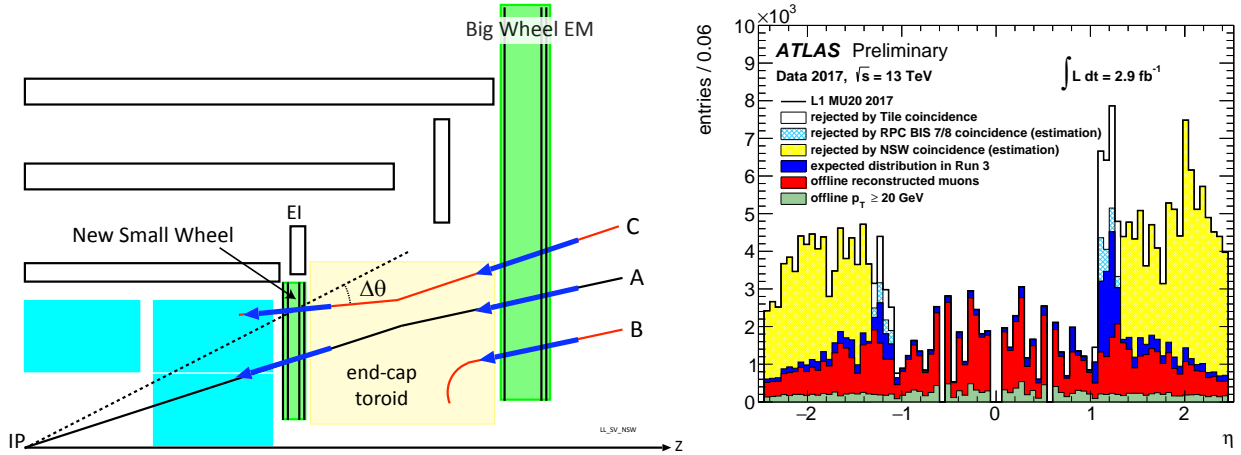 Big Wheel EM
EI
New Small Wheel
C
A
Δθ
B
end-cap
toroid
LL_SV_NSW
IP
z
×10³
entries / 0.06
10
9
8
7
6
5
4
3
2
1
0
ATLAS Preliminary
Data 2017, √s = 13 TeV
∫ L dt = 2.9 fb⁻¹
L1 MU20 2017
rejected by Tile coincidence
rejected by RPC BIS 7/8 coincidence (estimation)
rejected by NSW coincidence (estimation)
expected distribution in Run 3
offline reconstructed muons
offline p_T ≥ 20 GeV
−2 −1 0 1 2
η